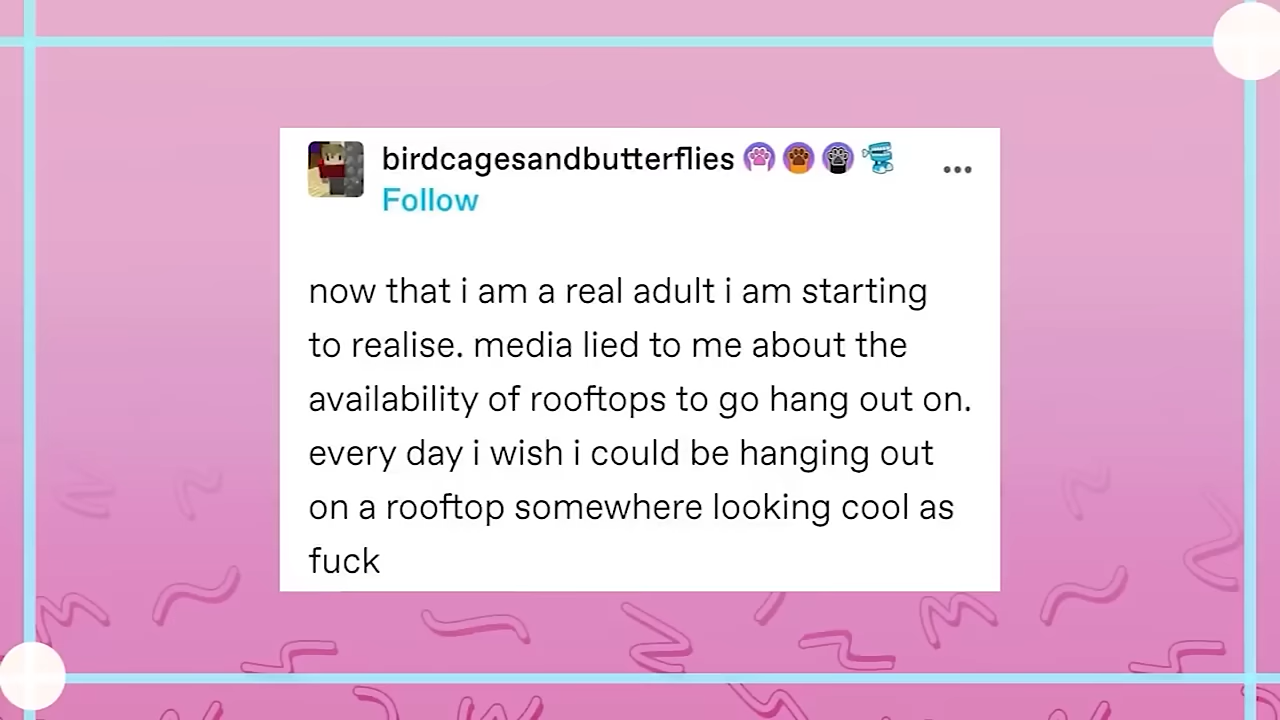 birdcagesandbutterflies
Follow
now that i am a real adult i am starting
to realise. media lied to me about the
availability of rooftops to go hang out on.
every day i wish i could be hanging out
on a rooftop somewhere looking cool as
fuck